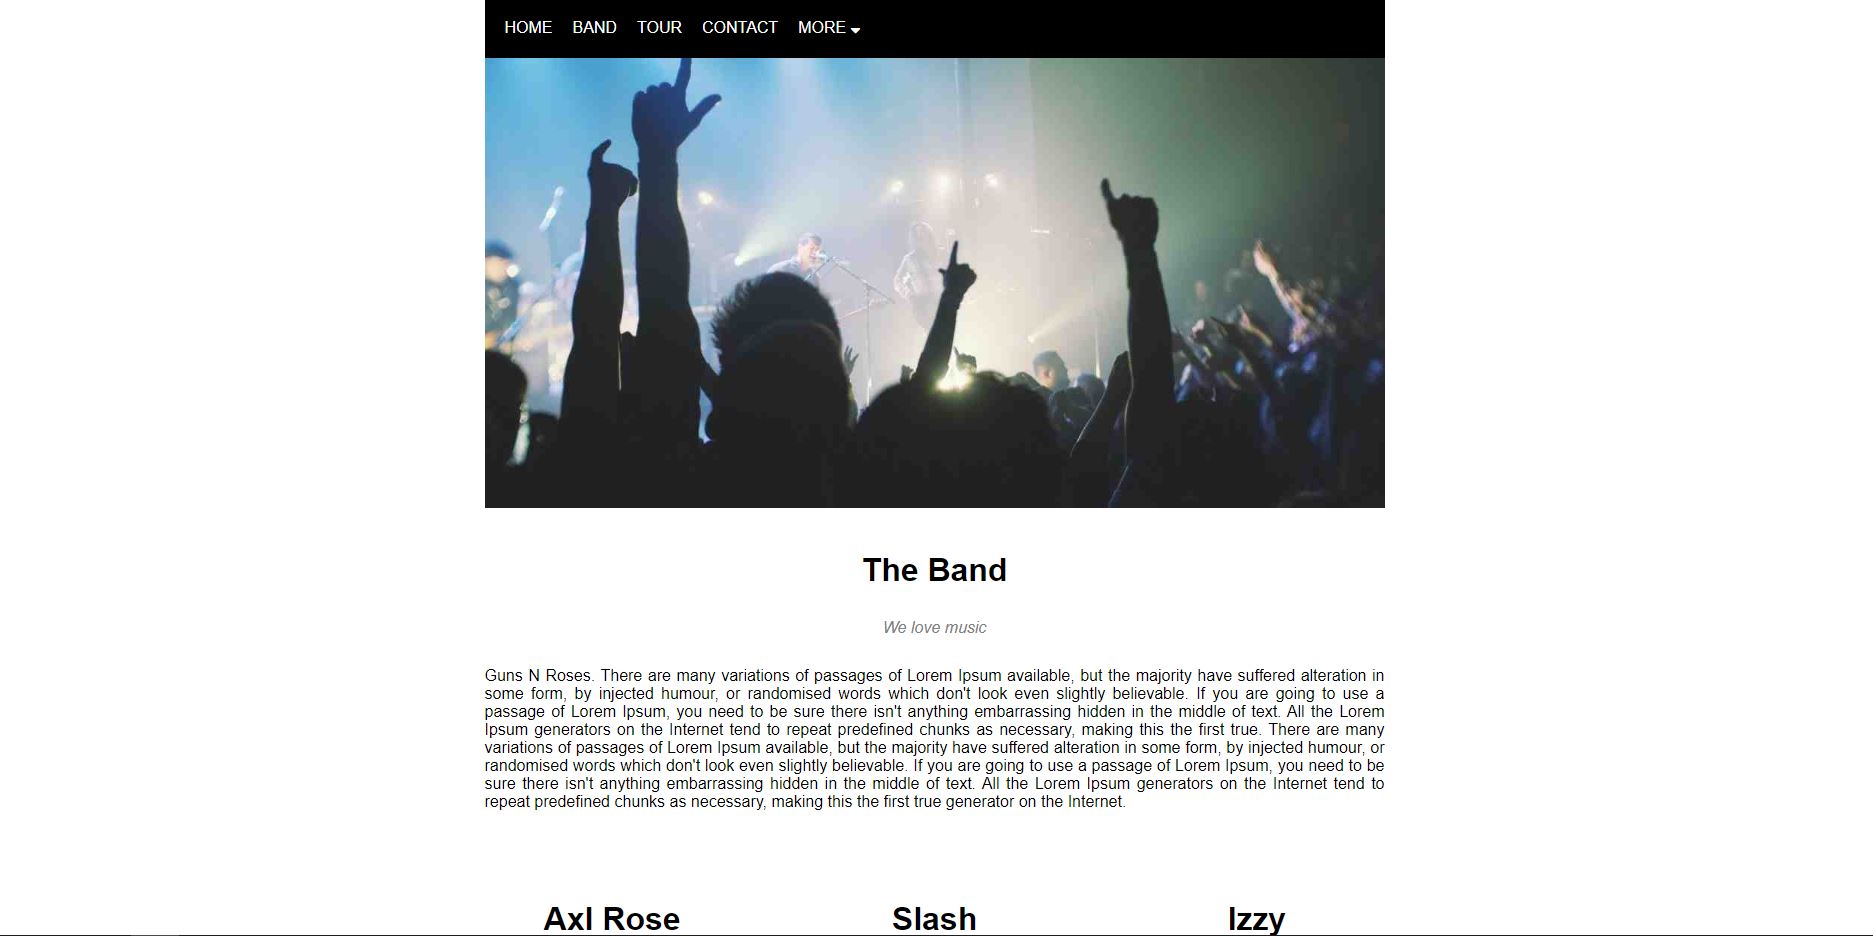 HOME BAND TOUR CONTACT MORE
The Band
We love music
Guns N Roses. There are many variations of passages of Lorem Ipsum available, but the majority have suffered alteration in
some form, by injected humour, or randomised words which don't look even slightly believable. If you are going to use a
passage of Lorem Ipsum, you need to be sure there isn't anything embarrassing hidden in the middle of text. All the Lorem
Ipsum generators on the Internet tend to repeat predefined chunks as necessary, making this the first true. There are many
variations of passages of Lorem Ipsum available, but the majority have suffered alteration in some form, by injected humour, or
randomised words which don't look even slightly believable. If you are going to use a passage of Lorem Ipsum, you need to be
sure there isn't anything embarrassing hidden in the middle of text. All the Lorem Ipsum generators on the Internet tend to
repeat predefined chunks as necessary, making this the first true generator on the Internet.
Axl Rose Slash Izzy